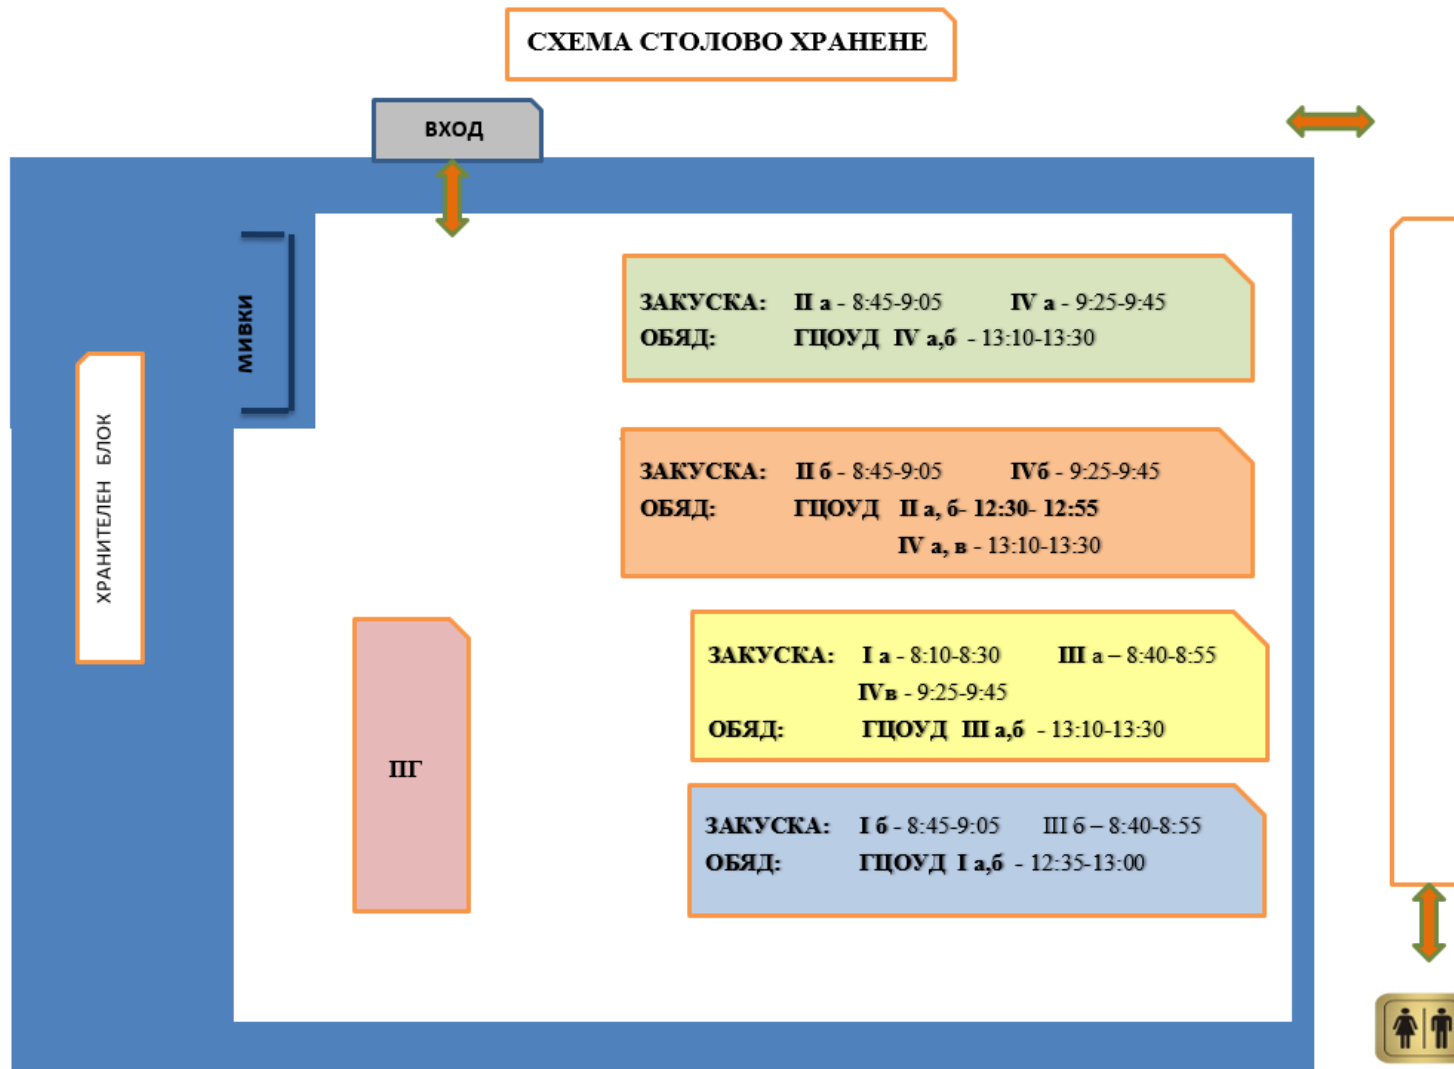 СХЕМА СТОЛОВО ХРАНЕНЕ
ВХОД
МИВКИ
ХРАНИТЕЛЕН БЛОК
ЗАКУСКА: II а - 8:45-9:05 IV а - 9:25-9:45
ОБЯД: ГЦОУД IV а,б - 13:10-13:30
ЗАКУСКА: II б - 8:45-9:05 IVб - 9:25-9:45
ОБЯД: ГЦОУД II а, б- 12:30- 12:55
IV а, в - 13:10-13:30
ЗАКУСКА: I а - 8:10-8:30 III а – 8:40-8:55
IVв - 9:25-9:45
ОБЯД: ГЦОУД III а,б - 13:10-13:30
ПГ
ЗАКУСКА: I б - 8:45-9:05 III б – 8:40-8:55
ОБЯД: ГЦОУД I а,б - 12:35-13:00